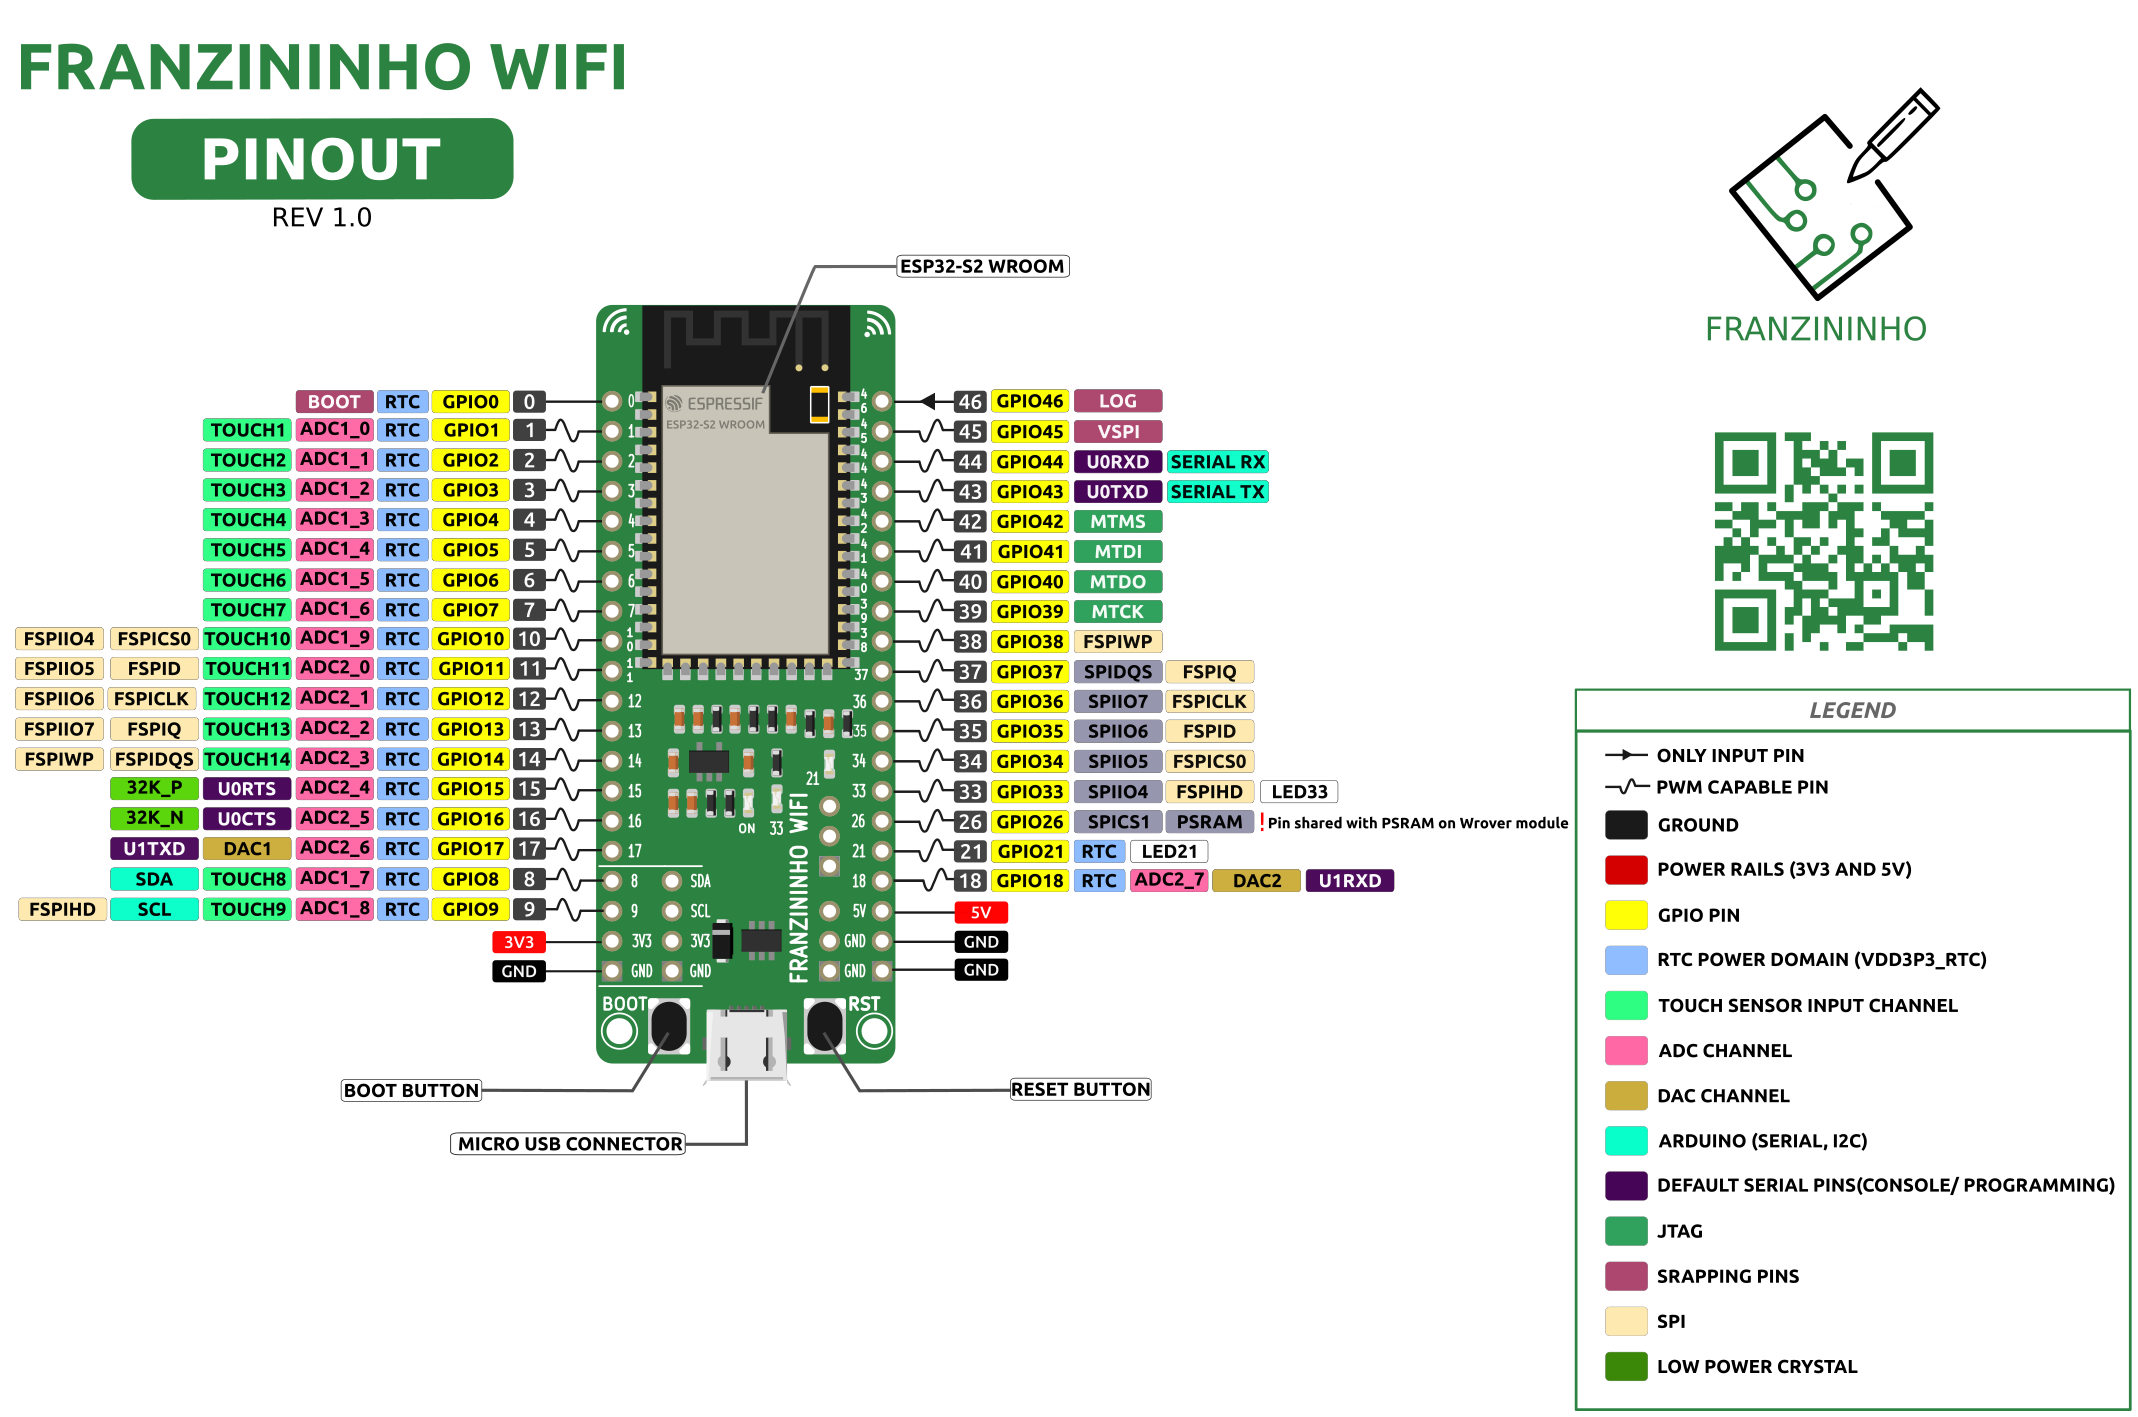 FRANZININHO WIFI
PINOUT
REV 1.0
ESP32-S2 WROOM
FRANZININHO
ESPRESSIF
ESP32-S2 WROOM
BOOT RTC GPIO0 0
TOUCH1 ADC1_0 RTC GPIO1 1
TOUCH2 ADC1_1 RTC GPIO2 2
TOUCH3 ADC1_2 RTC GPIO3 3
TOUCH4 ADC1_3 RTC GPIO4 4
TOUCH5 ADC1_4 RTC GPIO5 5
TOUCH6 ADC1_5 RTC GPIO6 6
TOUCH7 ADC1_6 RTC GPIO7 7
FSPIIO4 FSPICS0 TOUCH10 ADC1_9 RTC GPIO10 10
FSPIIO5 FSPID TOUCH11 ADC2_0 RTC GPIO11 11
FSPIIO6 FSPICLK TOUCH12 ADC2_1 RTC GPIO12 12
FSPIIO7 FSPIQ TOUCH13 ADC2_2 RTC GPIO13 13
FSPIWP FSPIDQS TOUCH14 ADC2_3 RTC GPIO14 14
32K_P U0RTS ADC2_4 RTC GPIO15 15
32K_N U0CTS ADC2_5 RTC GPIO16 16
U1TXD DAC1 ADC2_6 RTC GPIO17 17
SDA TOUCH8 ADC1_7 RTC GPIO8 8
FSPIHD SCL TOUCH9 ADC1_8 RTC GPIO9 9
3V3
GND
0
1
2
3
4
5
6
7
10
11
12
13
14
15
16
17
8 SDA
9 SCL
3V3 3V3
GND GND
ON
33
21
FRANZININHO WIFI
46
45
44
43
42
41
40
39
38
37
36
35
34
33
26
21
18
5V
GND
GND
BOOT
RST
46 GPIO46 LOG
45 GPIO45 VSPI
44 GPIO44 U0RXD SERIAL RX
43 GPIO43 U0TXD SERIAL TX
42 GPIO42 MTMS
41 GPIO41 MTDI
40 GPIO40 MTDO
39 GPIO39 MTCK
38 GPIO38 FSPIWP
37 GPIO37 SPIDQS FSPIQ
36 GPIO36 SPIIO7 FSPICLK
35 GPIO35 SPIIO6 FSPID
34 GPIO34 SPIIO5 FSPICS0
33 GPIO33 SPIIO4 FSPIHD LED33
26 GPIO26 SPICS1 PSRAM ! Pin shared with PSRAM on Wrover module
21 GPIO21 RTC LED21
18 GPIO18 RTC ADC2_7 DAC2 U1RXD
5V
GND
GND
BOOT BUTTON
RESET BUTTON
MICRO USB CONNECTOR
LEGEND
ONLY INPUT PIN
PWM CAPABLE PIN
GROUND
POWER RAILS (3V3 AND 5V)
GPIO PIN
RTC POWER DOMAIN (VDD3P3_RTC)
TOUCH SENSOR INPUT CHANNEL
ADC CHANNEL
DAC CHANNEL
ARDUINO (SERIAL, I2C)
DEFAULT SERIAL PINS(CONSOLE/ PROGRAMMING)
JTAG
SRAPPING PINS
SPI
LOW POWER CRYSTAL